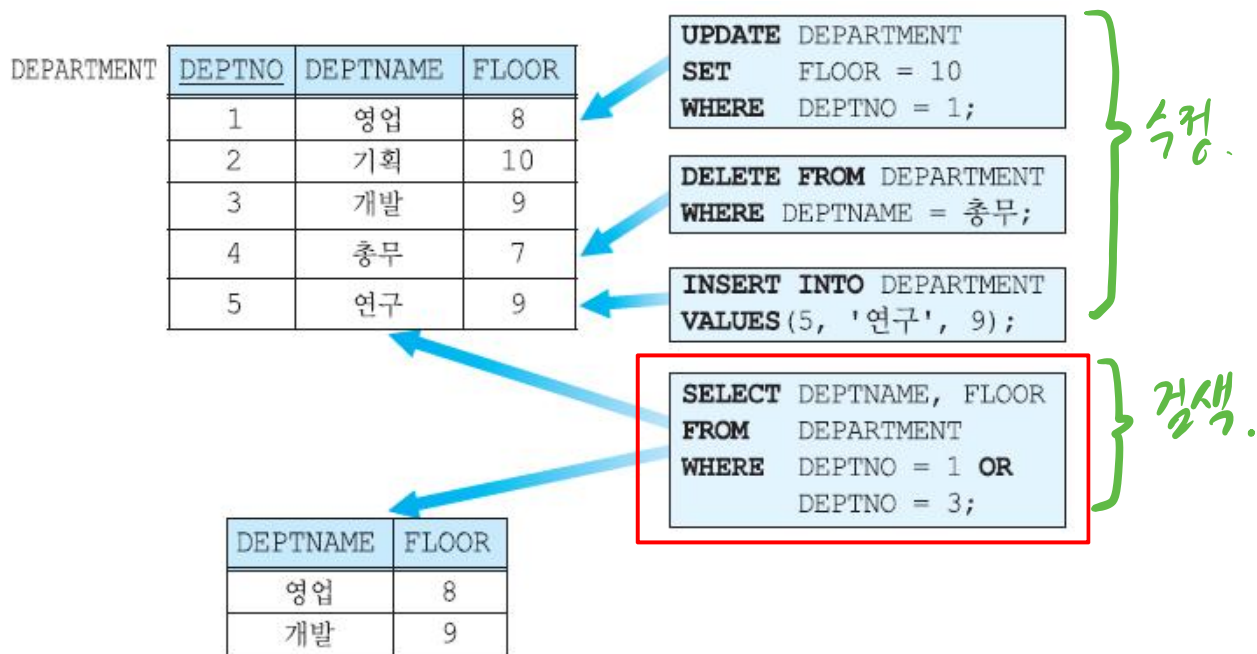 DEPARTMENT
DEPTNO DEPTNAME FLOOR
1 영업 8
2 기획 10
3 개발 9
4 총무 7
5 연구 9
UPDATE DEPARTMENT
SET FLOOR = 10
WHERE DEPTNO = 1;
DELETE FROM DEPARTMENT
WHERE DEPTNAME = 총무;
INSERT INTO DEPARTMENT
VALUES(5, '연구', 9);
수정.
SELECT DEPTNAME, FLOOR
FROM DEPARTMENT
WHERE DEPTNO = 1 OR
DEPTNO = 3;
검색.
DEPTNAME FLOOR
영업 8
개발 9